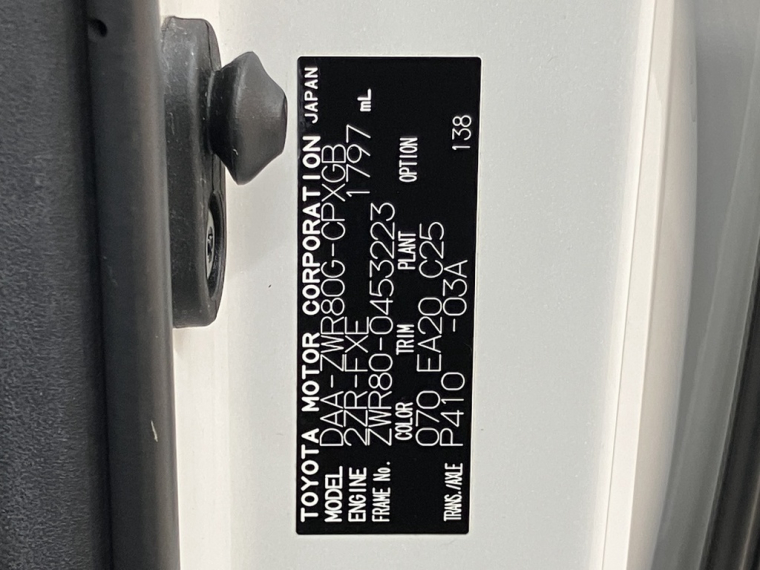 TOYOTA MOTOR CORPORATION JAPAN
MODEL DAA-ZWR80G-CPXGB
ENGINE 2ZR-FXE 1797 mL
FRAME No. ZWR80-0453223
COLOR TRIM PLANT OPTION
070 EA20 C25
TRANS./AXLE P410 -03A 138